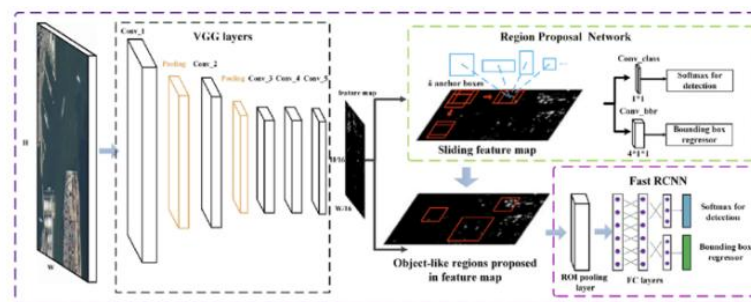 VGG layers
Conv_1
Pooling
Conv_2
Pooling
Conv_3
Conv_4
Conv_5
H
W
feature map
H/16
W/16
Region Proposal Network
anchor boxes
Sliding feature map
Conv_class
1*1
Softmax for
detection
Conv_bbr
4*1*1
Bounding box
regressor
Object-like regions proposed
in feature map
Fast RCNN
ROI pooling
layer
FC layers
Softmax for
detection
Bounding box
regressor